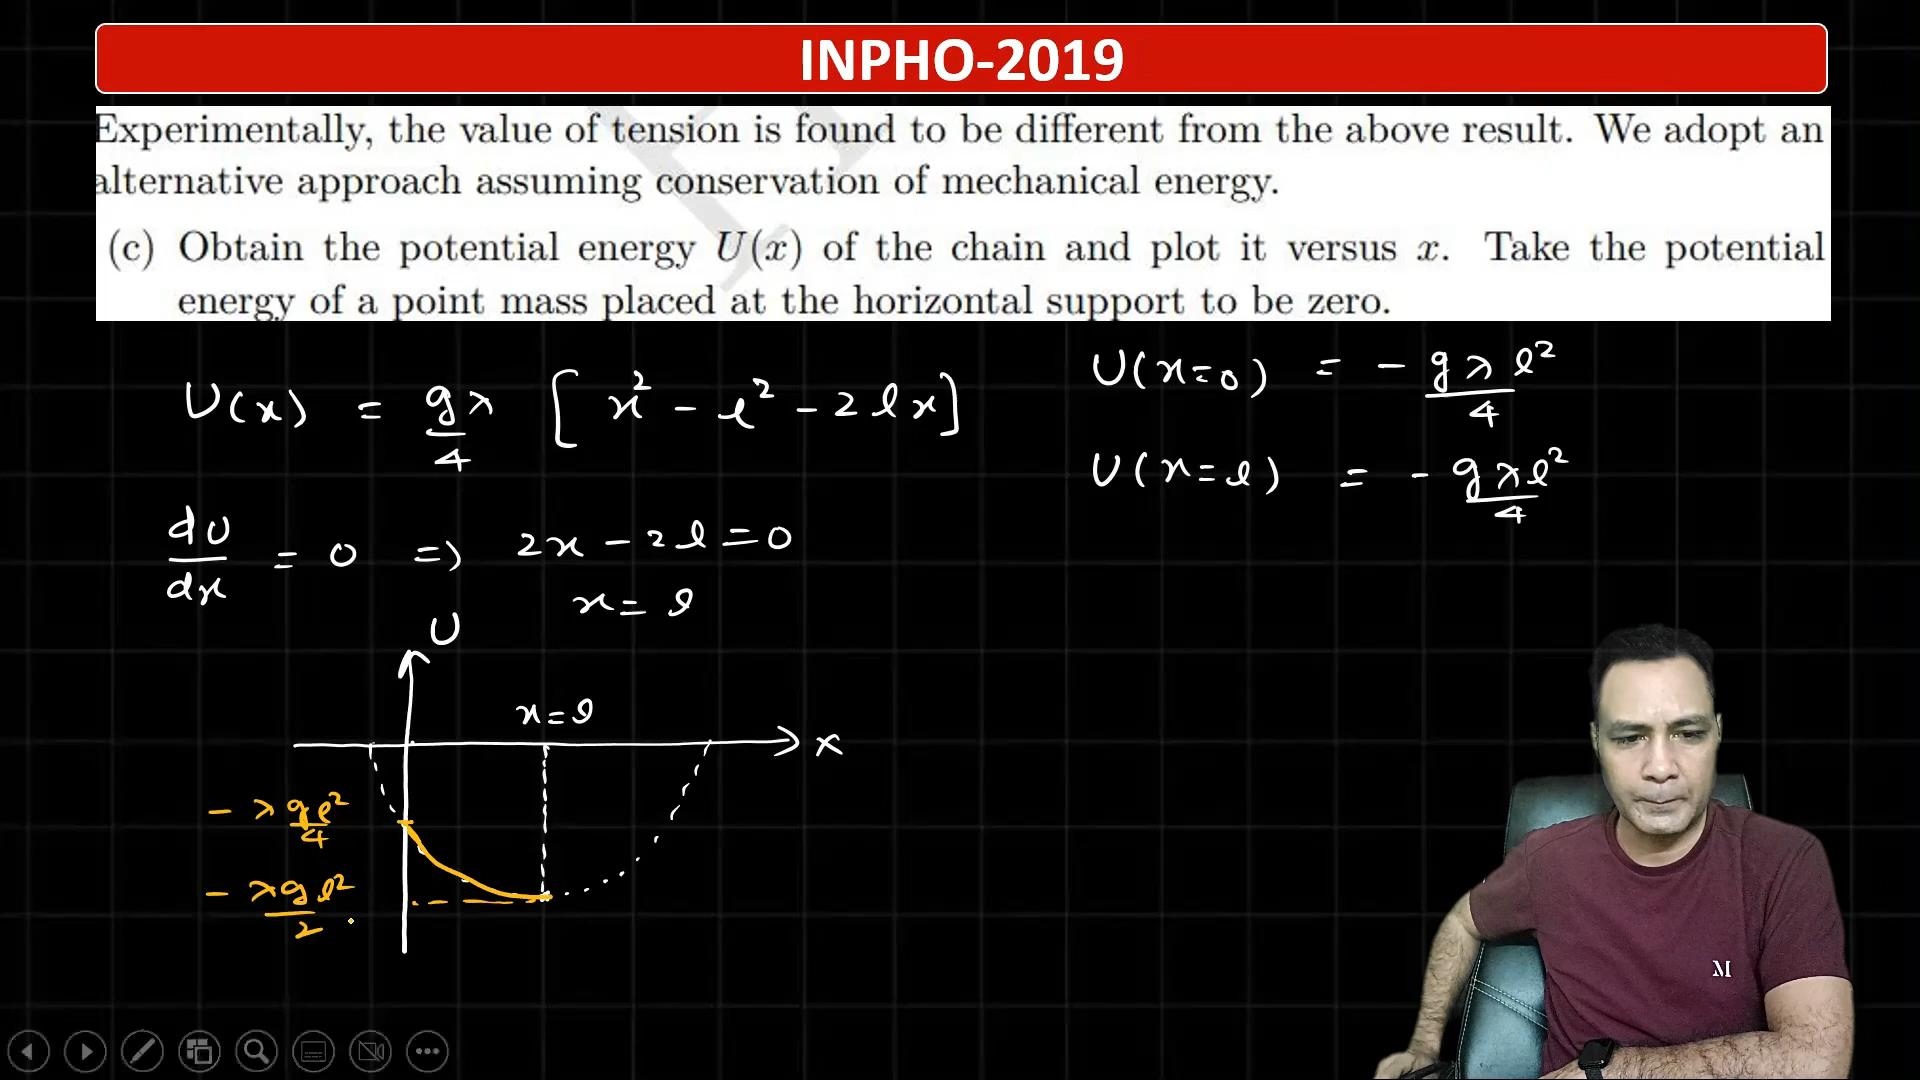 INPHO-2019
Experimentally, the value of tension is found to be different from the above result. We adopt an
alternative approach assuming conservation of mechanical energy.
(c) Obtain the potential energy U(x) of the chain and plot it versus x. Take the potential
energy of a point mass placed at the horizontal support to be zero.
U(x) = gλ/4 [x² - l² - 2lx]
dU/dx = 0 => 2x - 2l = 0
x = l
U(x=0) = - gλl²/4
U(x=l) = - gλl²/4
U
x=l
x
- λgl²/4
- λgl²/2
M